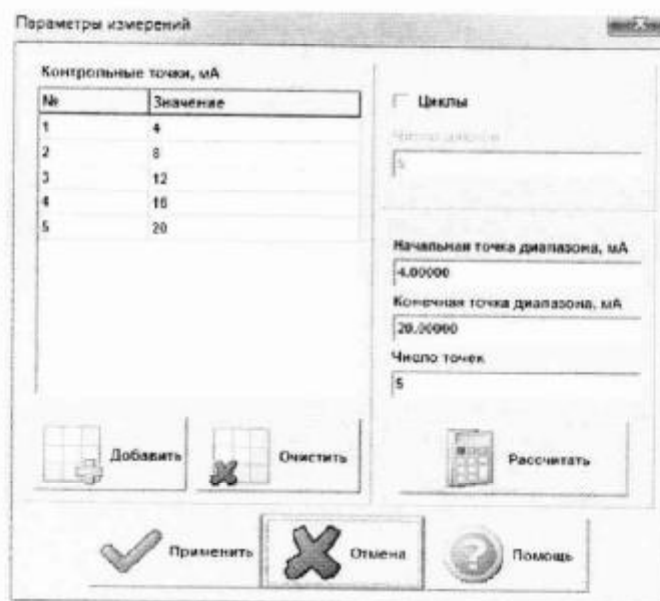 Параметры измерений
Контрольные точки, мА
№ Значение
1 4
2 8
3 12
4 16
5 20
Циклы
Число циклов
5
Начальная точка диапазона, мА
4.00000
Конечная точка диапазона, мА
20.00000
Число точек
5
Добавить
Очистить
Рассчитать
Применить
Отмена
Помощь